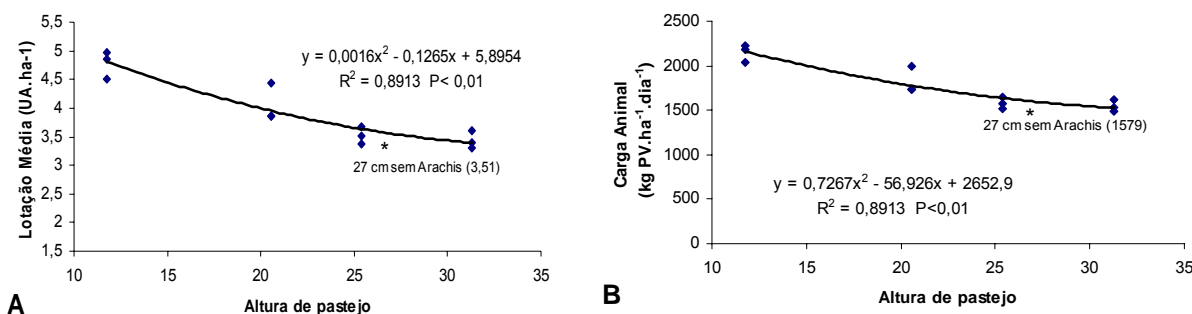 Lotação Média (UA.ha-1)
5,5
5
4,5
4
3,5
3
2,5
2
1,5
y = 0,0016x² - 0,1265x + 5,8954
R² = 0,8913 P< 0,01
*
27 cm sem Arachis (3,51)
10 15 20 25 30 35
Altura de pastejo
A
Carga Animal
(kg PV.ha⁻¹.dia⁻¹)
2500
2000
1500
1000
500
0
*
27 cm sem Arachis (1579)
y = 0,7267x² - 56,926x + 2652,9
R² = 0,8913 P<0,01
10 15 20 25 30 35
Altura de pastejo
B